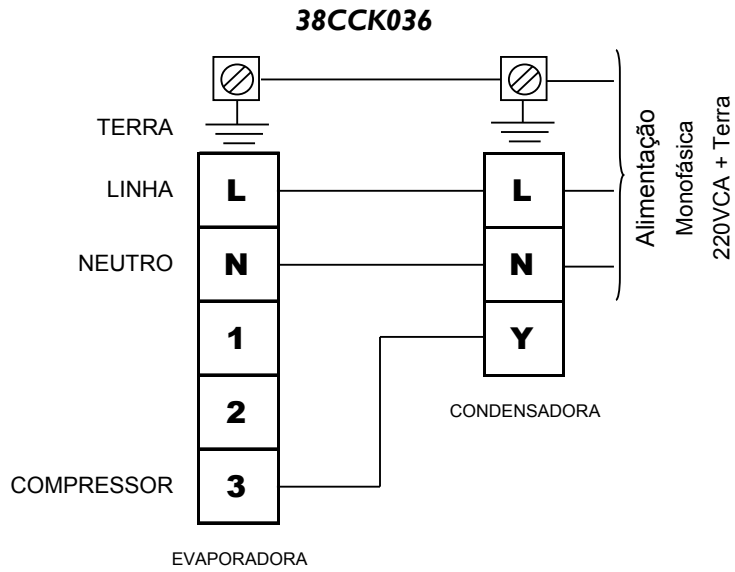 38CCK036
TERRA
LINHA
L
L
NEUTRO
N
N
1
Y
2
COMPRESSOR
3
CONDENSADORA
EVAPORADORA
Alimentação
Monofásica
220VCA + Terra